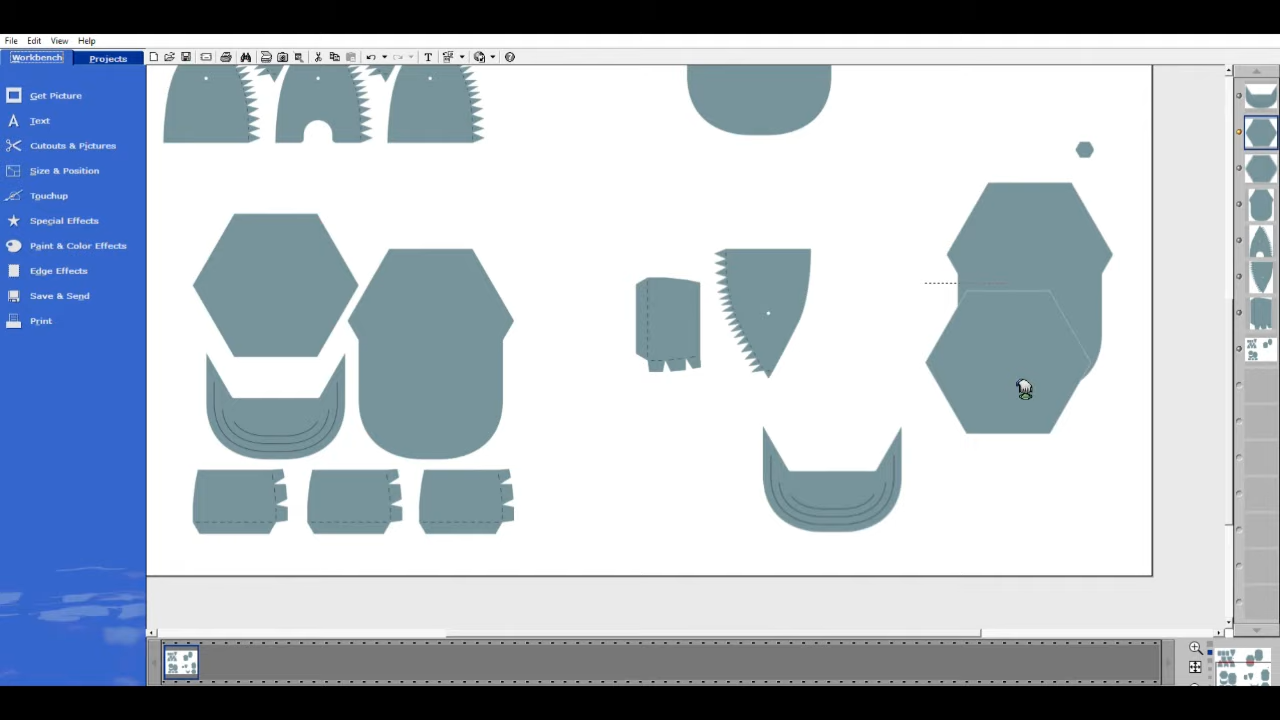 File Edit View Help
Workbench Projects
Get Picture
Text
Cutouts & Pictures
Size & Position
Touchup
Special Effects
Paint & Color Effects
Edge Effects
Save & Send
Print